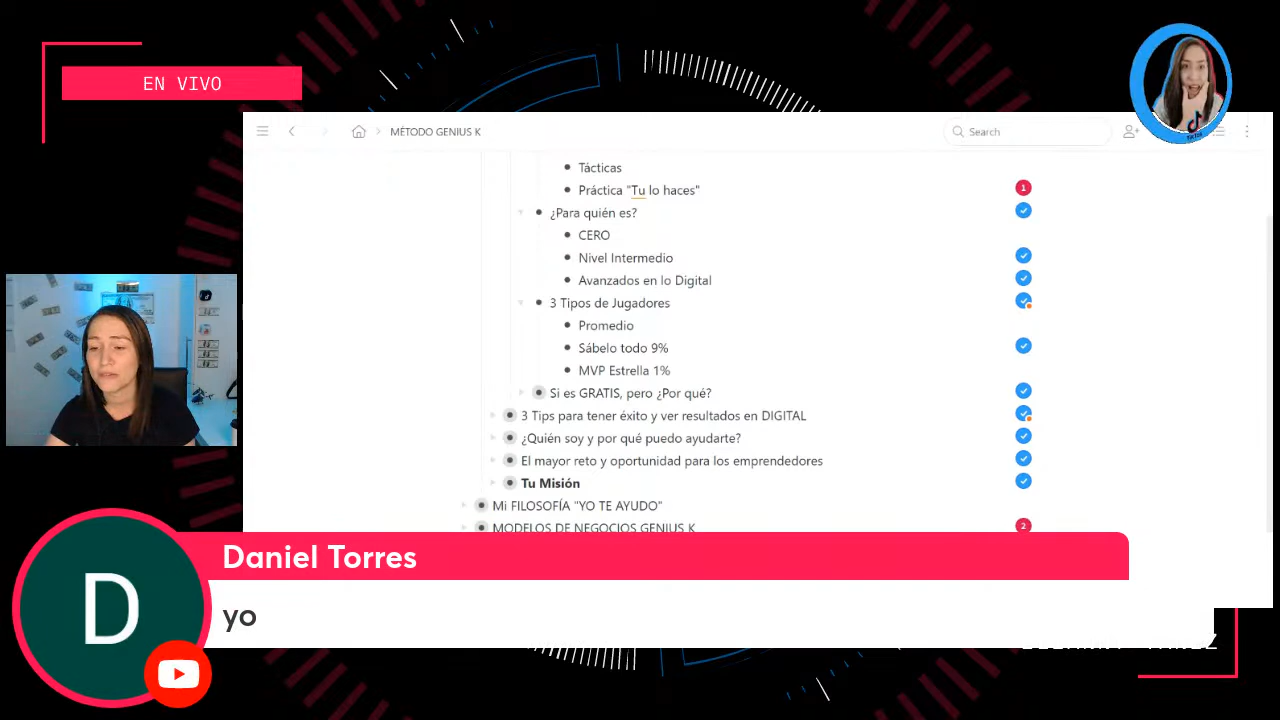 EN VIVO
MÉTODO GENIUS K
Search
Tácticas
Práctica "Tu lo haces"
1
¿Para quién es?
CERO
Nivel Intermedio
Avanzados en lo Digital
3 Tipos de Jugadores
Promedio
Sábelo todo 9%
MVP Estrella 1%
Si es GRATIS, pero ¿Por qué?
3 Tips para tener éxito y ver resultados en DIGITAL
¿Quién soy y por qué puedo ayudarte?
El mayor reto y oportunidad para los emprendedores
Tu Misión
Mi FILOSOFÍA "YO TE AYUDO"
MODELOS DE NEGOCIOS GENIUS K
2
Daniel Torres
D
yo